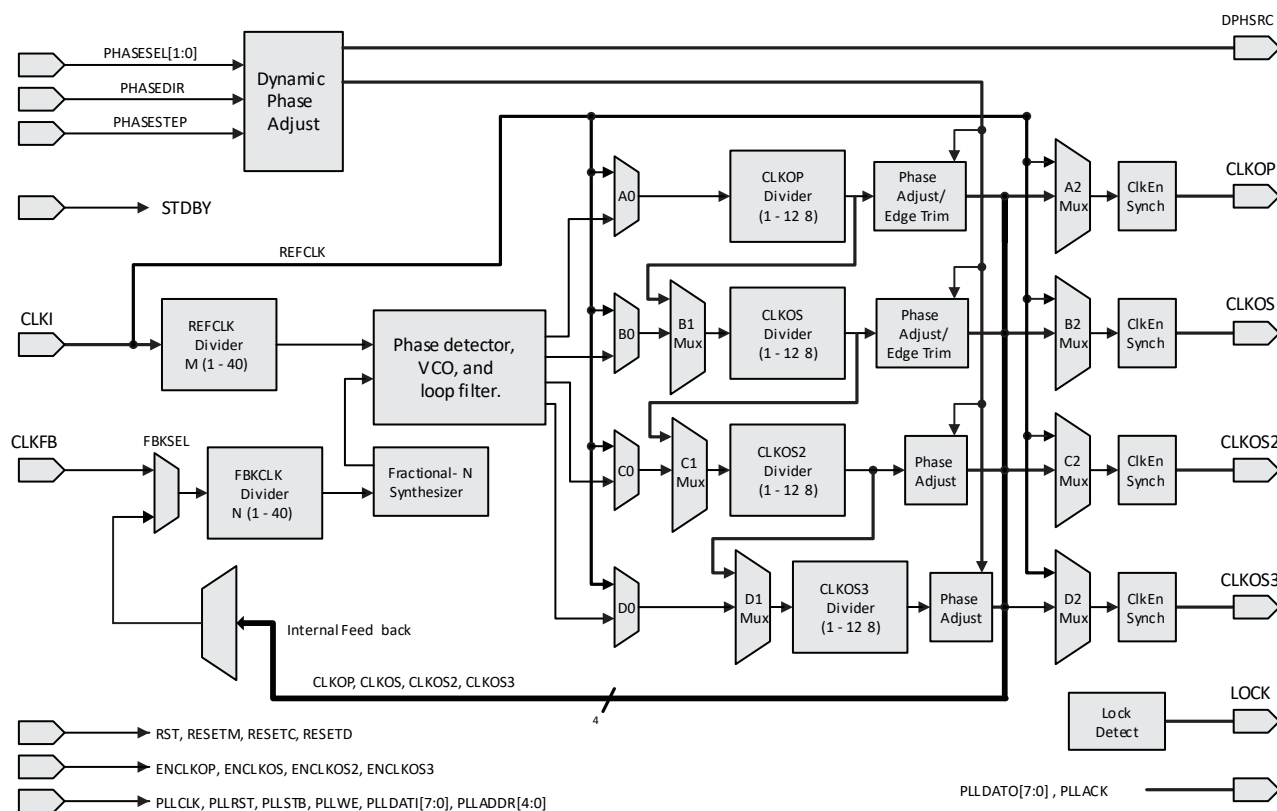 DPHSRC
PHASESEL[1:0]
PHASEDIR
PHASESTEP
Dynamic
Phase
Adjust
STDBY
REFCLK
A0
CLKOP
Divider
(1 - 12 8)
Phase
Adjust/
Edge Trim
A2
Mux
ClkEn
Synch
CLKOP
CLKI
REFCLK
Divider
M (1 - 40)
Phase detector,
VCO, and
loop filter.
B0
B1
Mux
CLKOS
Divider
(1 - 12 8)
Phase
Adjust/
Edge Trim
B2
Mux
ClkEn
Synch
CLKOS
CLKFB
FBKSEL
FBKCLK
Divider
N (1 - 40)
Fractional- N
Synthesizer
C0
C1
Mux
CLKOS2
Divider
(1 - 12 8)
Phase
Adjust
C2
Mux
ClkEn
Synch
CLKOS2
D0
D1
Mux
CLKOS3
Divider
(1 - 12 8)
Phase
Adjust
D2
Mux
ClkEn
Synch
CLKOS3
Internal Feed back
CLKOP, CLKOS, CLKOS2, CLKOS3
4
Lock
Detect
LOCK
RST, RESETM, RESETC, RESETD
ENCLKOP, ENCLKOS, ENCLKOS2, ENCLKOS3
PLLCLK, PLLRST, PLLSTB, PLLWE, PLLDATI[7:0], PLLADDR[4:0]
PLLDATO[7:0] , PLLACK